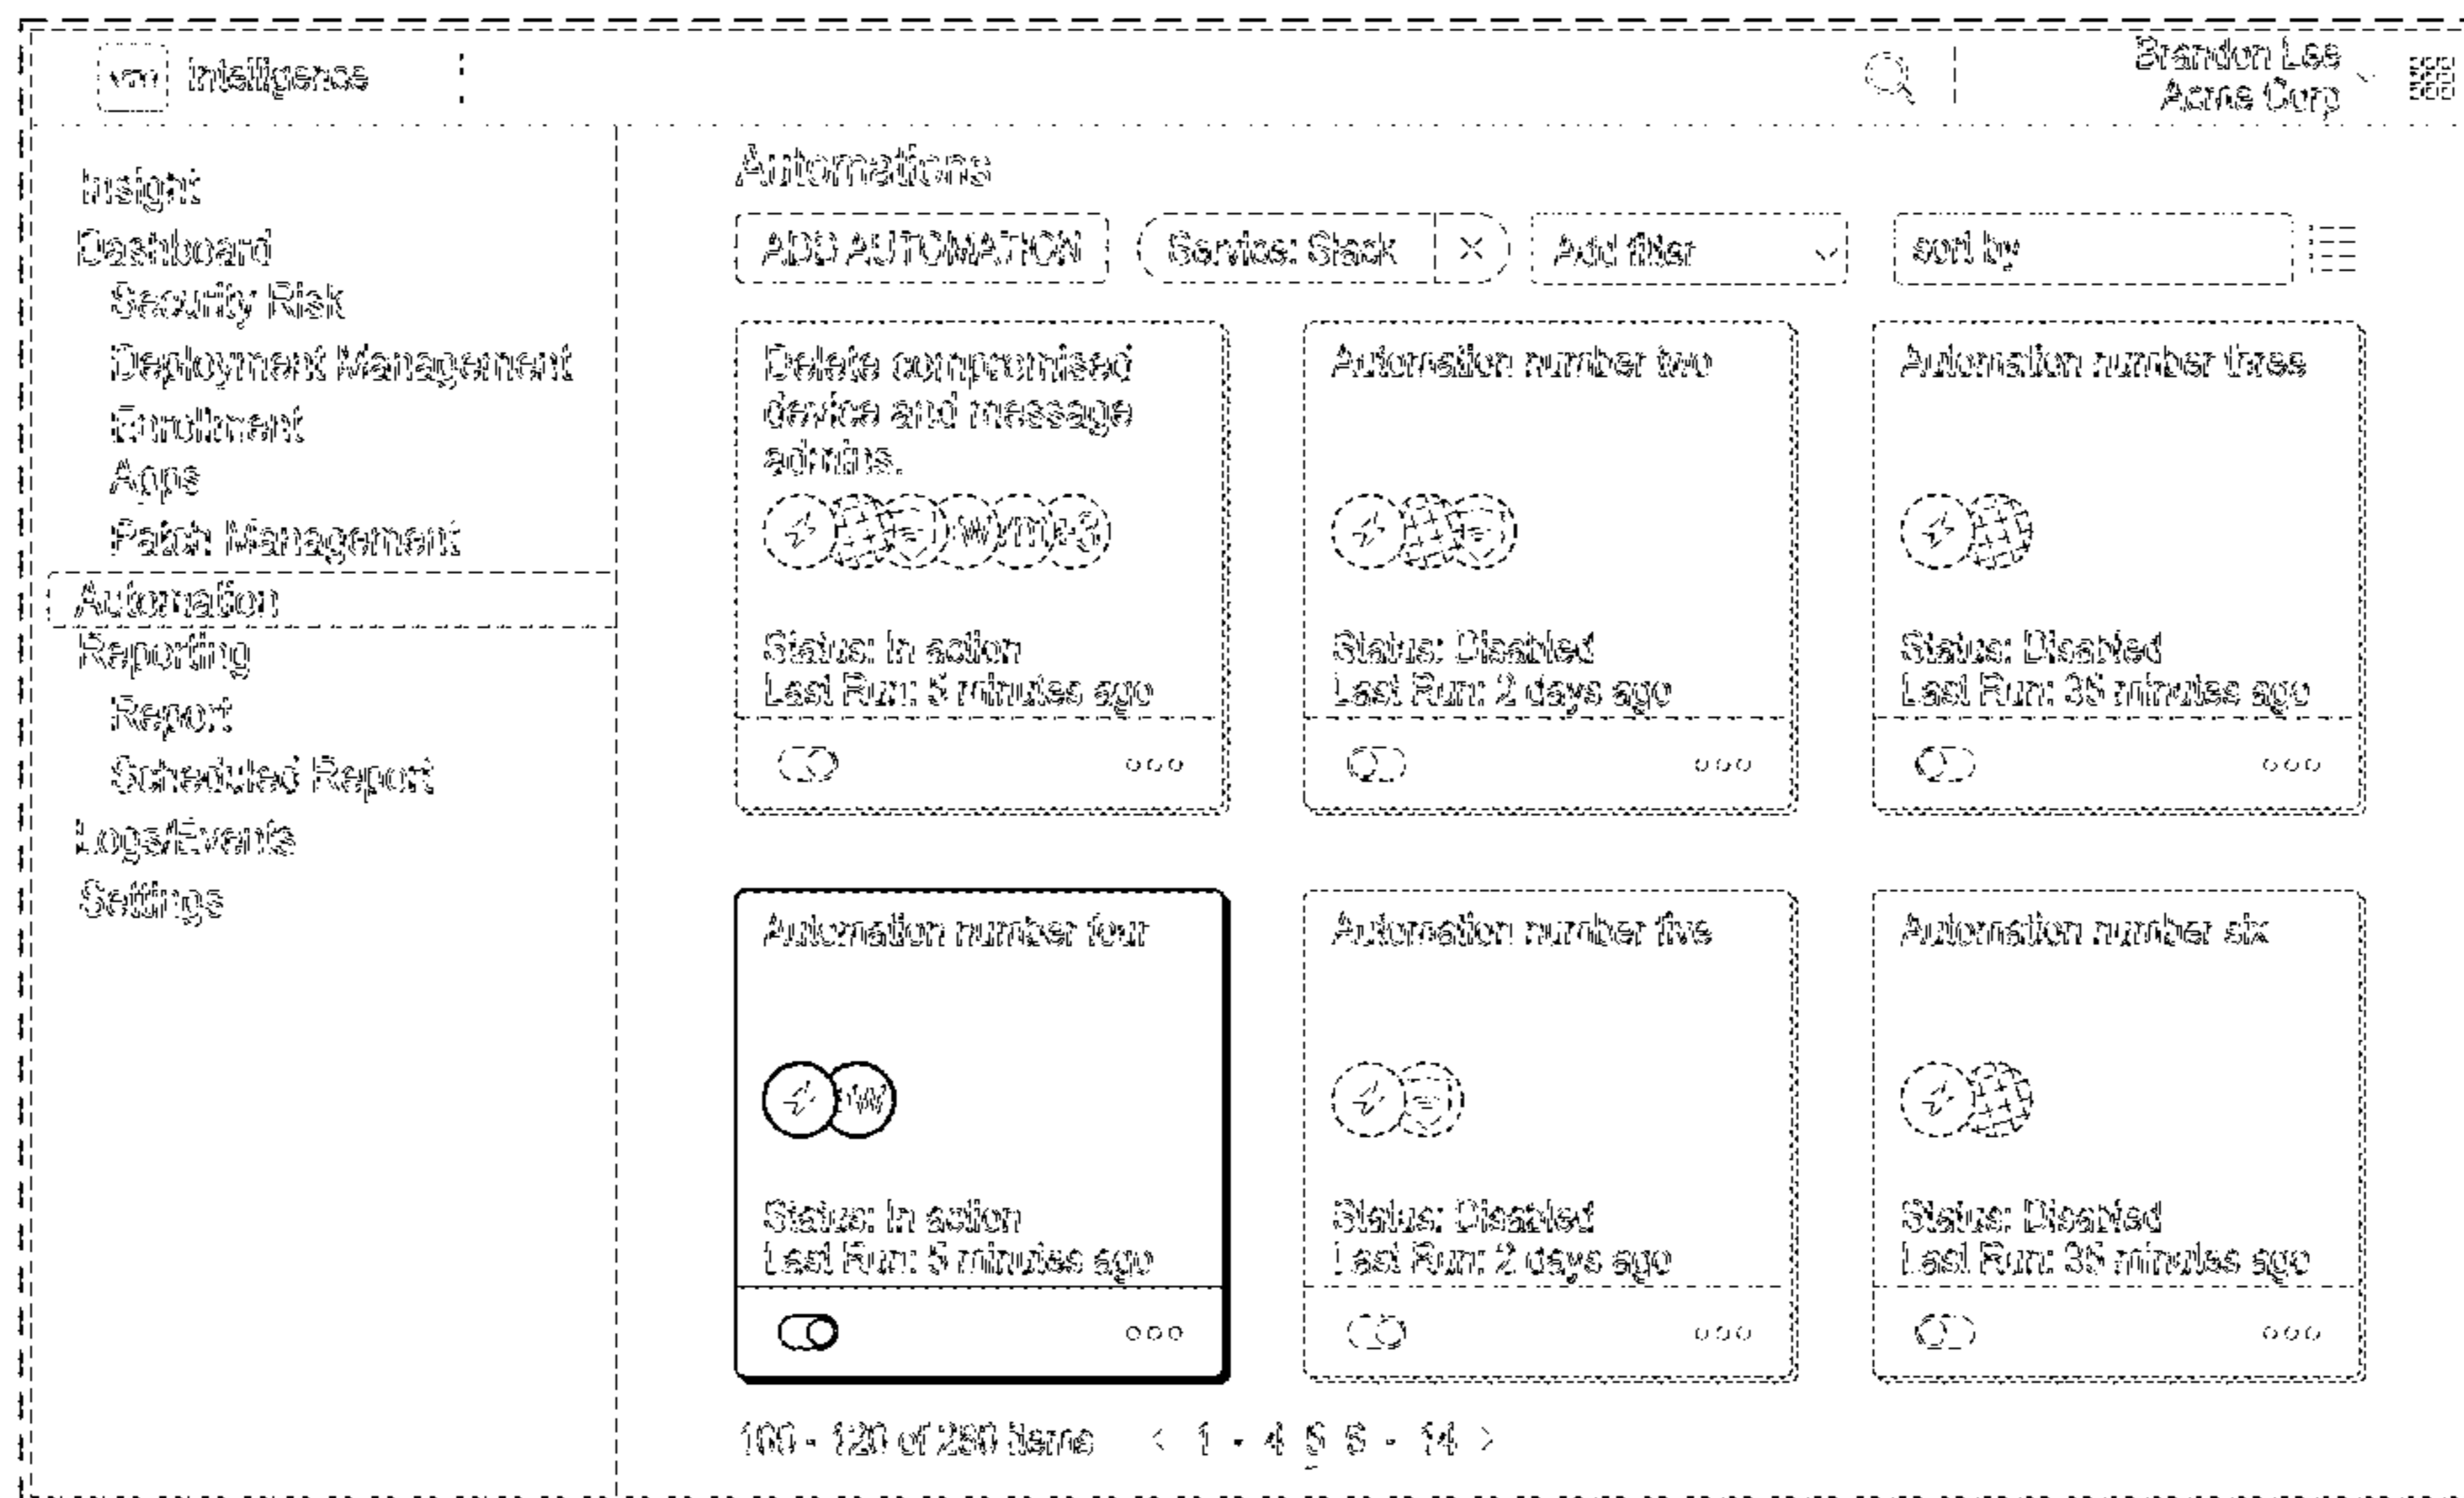 vm Intelligence
Brandon Lee
Acme Corp
Insight
Dashboard
Security Risk
Deployment Management
Enrollment
Apps
Patch Management
Automation
Reporting
Report
Scheduled Report
Logs/Events
Settings
Automations
ADD AUTOMATION
Service: Slack
Add filter
sort by
Delete compromised
device and message
admins.
W vm +3
Status: In action
Last Run: 5 minutes ago
Automation number two
Status: Disabled
Last Run: 2 days ago
Automation number three
Status: Disabled
Last Run: 35 minutes ago
Automation number four
W
Status: In action
Last Run: 5 minutes ago
Automation number five
Status: Disabled
Last Run: 2 days ago
Automation number six
Status: Disabled
Last Run: 35 minutes ago
100 - 120 of 280 items < 1 - 4 5 6 - 14 >